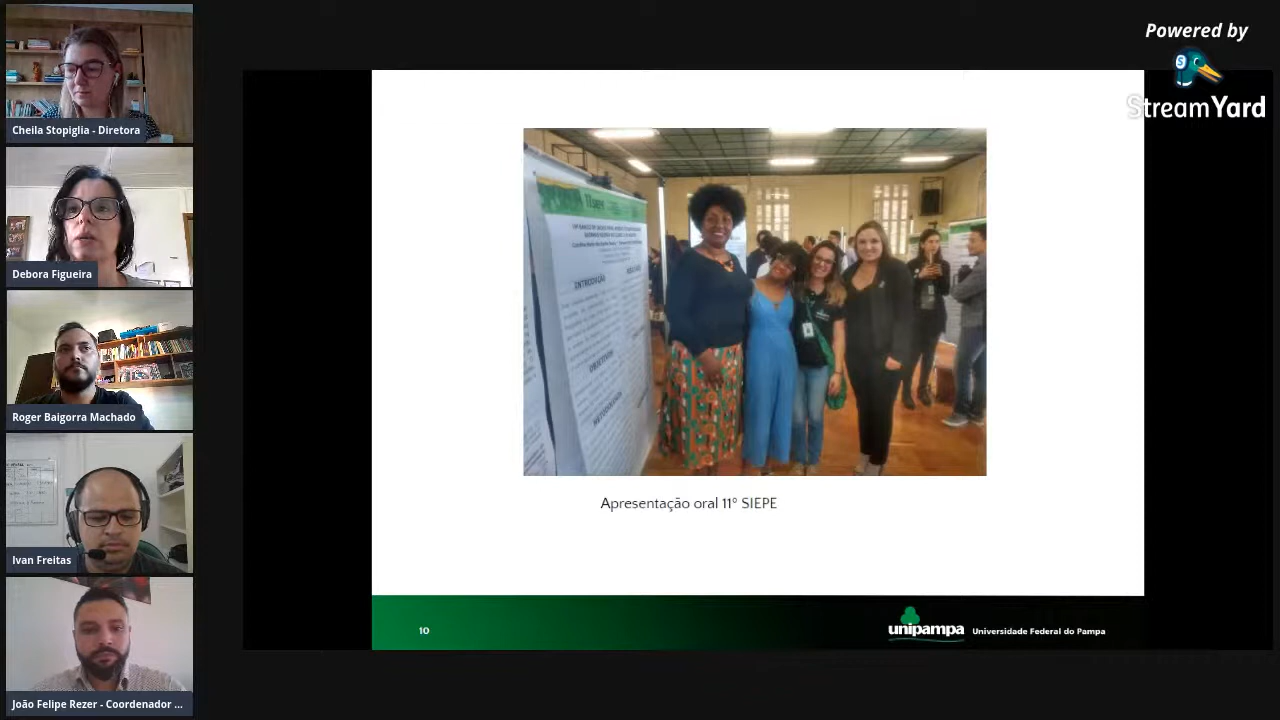 Cheila Stopiglia - Diretora
Debora Figueira
Roger Baigorra Machado
Ivan Freitas
João Felipe Rezer - Coordenador ...
Powered by
StreamYard
INTRODUÇÃO
OBJETIVOS
METODOLOGIA
Apresentação oral 11° SIEPE
10
unipampa
Universidade Federal do Pampa